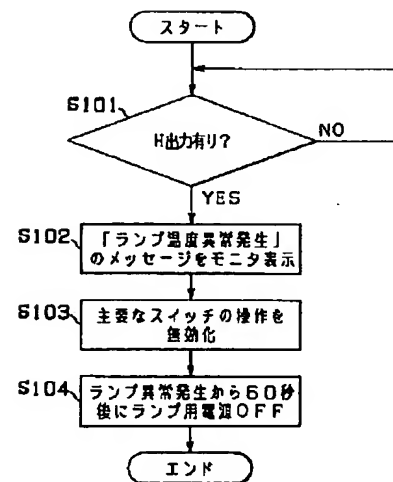 スタート
S101
H出力有り?
NO
YES
S102
「ランプ温度異常発生」
のメッセージをモニタ表示
S103
主要なスイッチの操作を
無効化
S104
ランプ異常発生から60秒
後にランプ用電源OFF
エンド